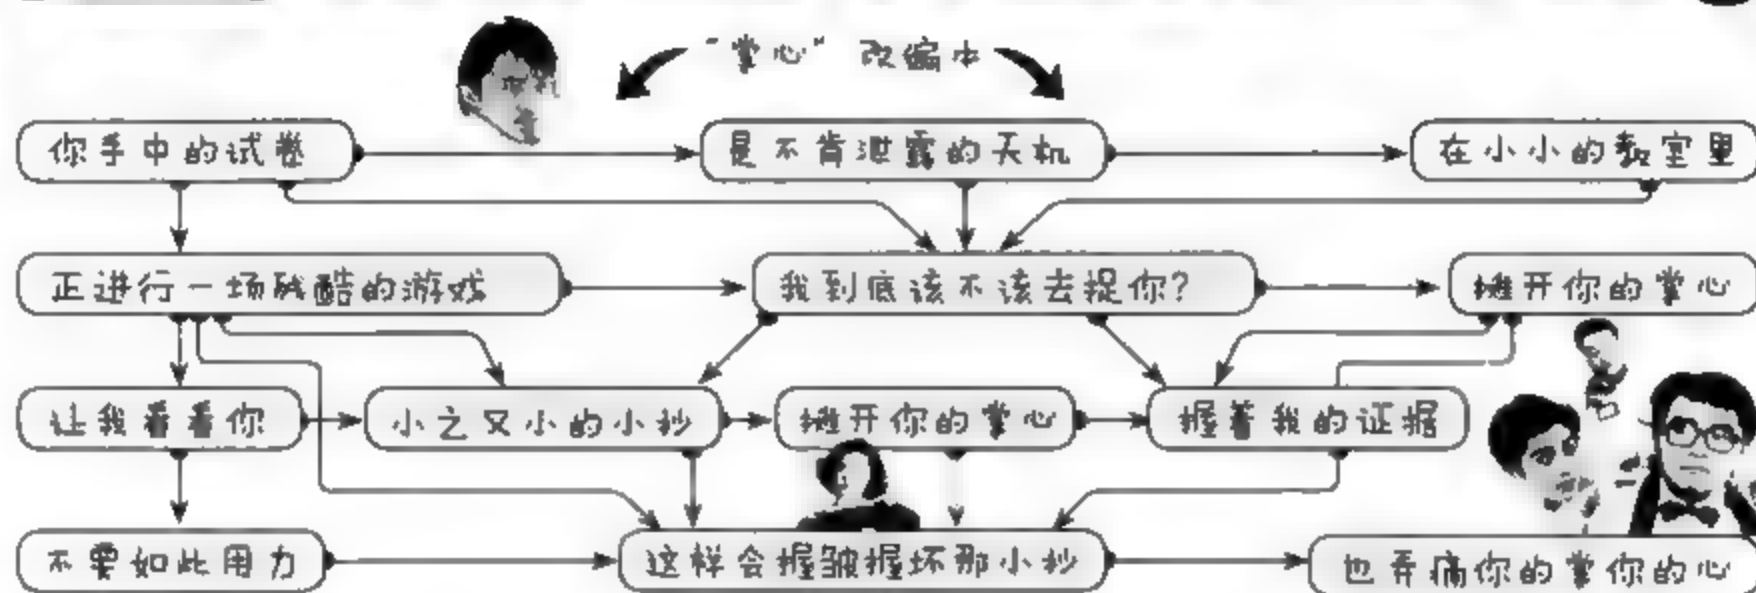 "掌心" 改编本
你手中的试卷
是不肯泄露的天机
在小小的教室里
正进行一场残酷的游戏
我到底该不该去捉你?
摊开你的掌心
让我看看你
小之又小的小抄
摊开你的掌心
握着我的证据
不要如此用力
这样会握皱握坏那小抄
也弄痛你的掌你的心